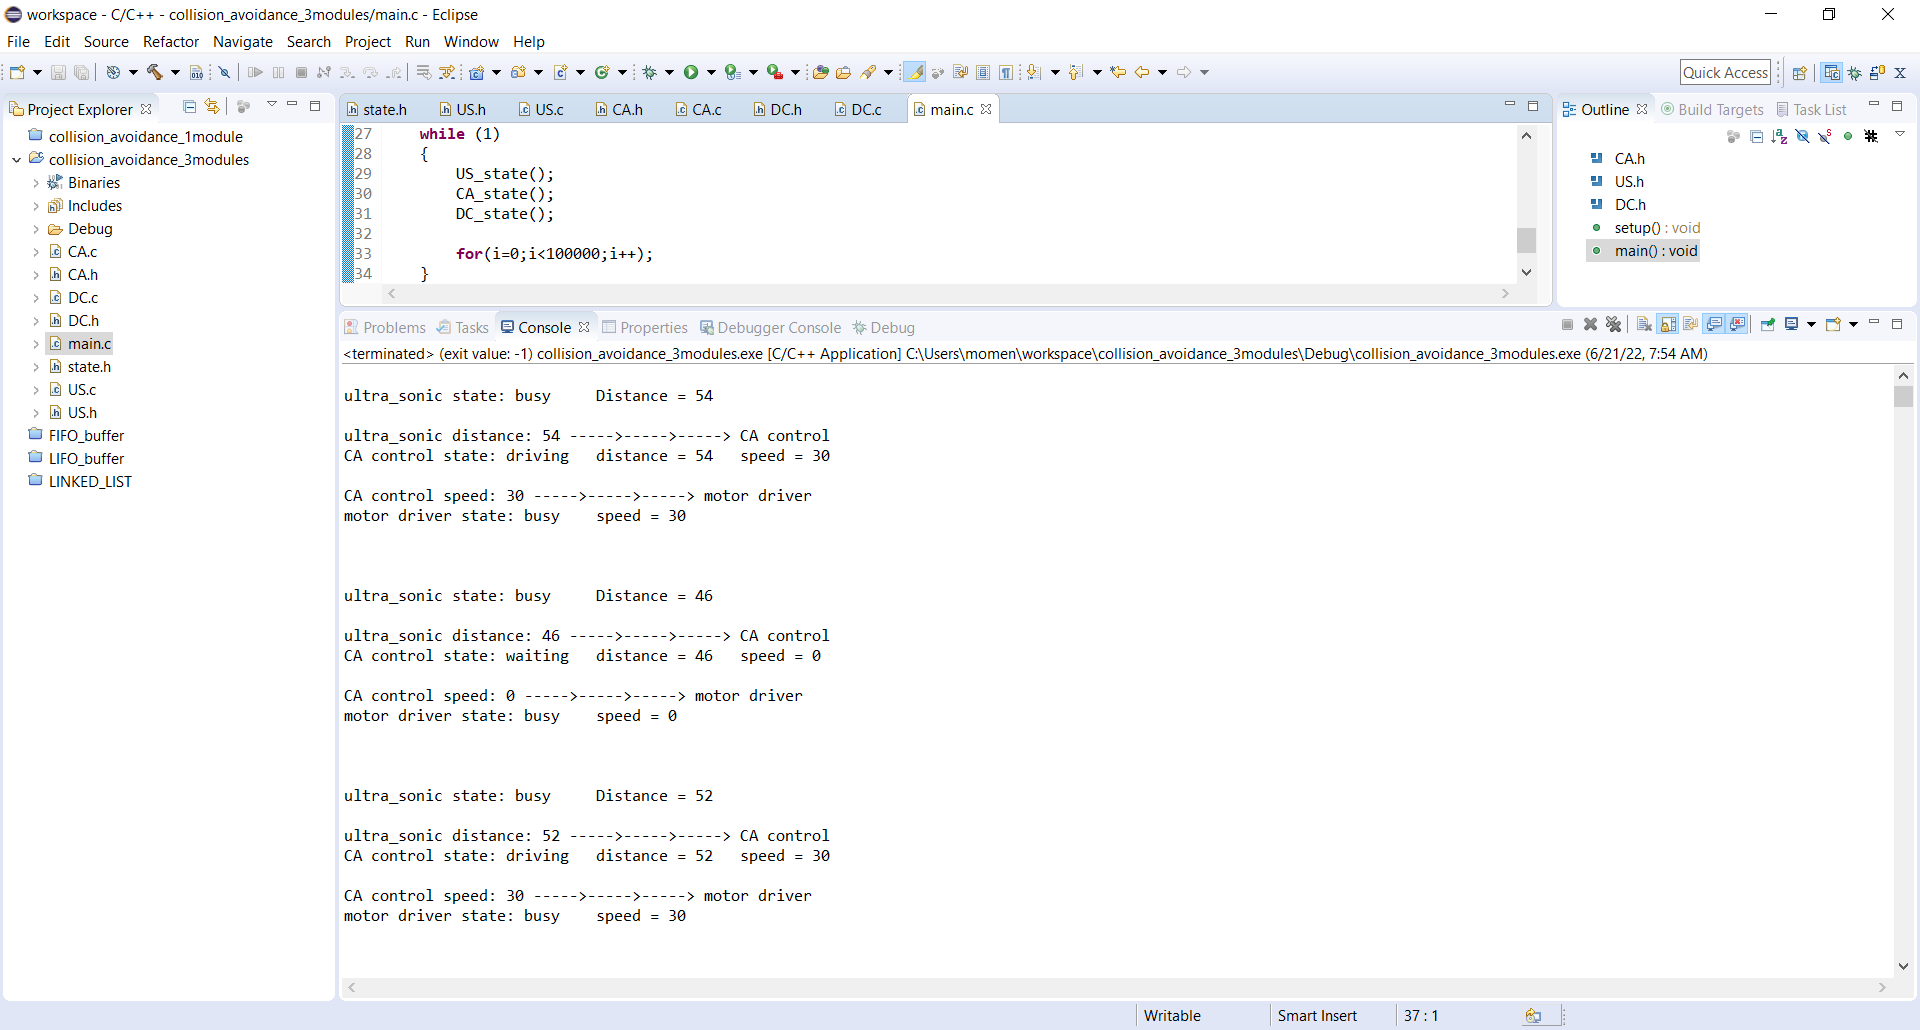 workspace - C/C++ - collision_avoidance_3modules/main.c - Eclipse
File Edit Source Refactor Navigate Search Project Run Window Help
Quick Access
Project Explorer
collision_avoidance_1module
collision_avoidance_3modules
Binaries
Includes
Debug
CA.c
CA.h
DC.c
DC.h
main.c
state.h
US.c
US.h
FIFO_buffer
LIFO_buffer
LINKED_LIST
state.h US.h US.c CA.h CA.c DC.h DC.c main.c
27 while (1)
28 {
29 US_state();
30 CA_state();
31 DC_state();
32
33 for(i=0;i<100000;i++);
34 }
Outline Build Targets Task List
CA.h
US.h
DC.h
setup() : void
main() : void
Problems Tasks Console Properties Debugger Console Debug
<terminated> (exit value: -1) collision_avoidance_3modules.exe [C/C++ Application] C:\Users\momen\workspace\collision_avoidance_3modules\Debug\collision_avoidance_3modules.exe (6/21/22, 7:54 AM)
ultra_sonic state: busy     Distance = 54
ultra_sonic distance: 54 ----->----->-----> CA control
CA control state: driving   distance = 54   speed = 30
CA control speed: 30 ----->----->-----> motor driver
motor driver state: busy    speed = 30
ultra_sonic state: busy     Distance = 46
ultra_sonic distance: 46 ----->----->-----> CA control
CA control state: waiting   distance = 46   speed = 0
CA control speed: 0 ----->----->-----> motor driver
motor driver state: busy    speed = 0
ultra_sonic state: busy     Distance = 52
ultra_sonic distance: 52 ----->----->-----> CA control
CA control state: driving   distance = 52   speed = 30
CA control speed: 30 ----->----->-----> motor driver
motor driver state: busy    speed = 30
Writable Smart Insert 37 : 1